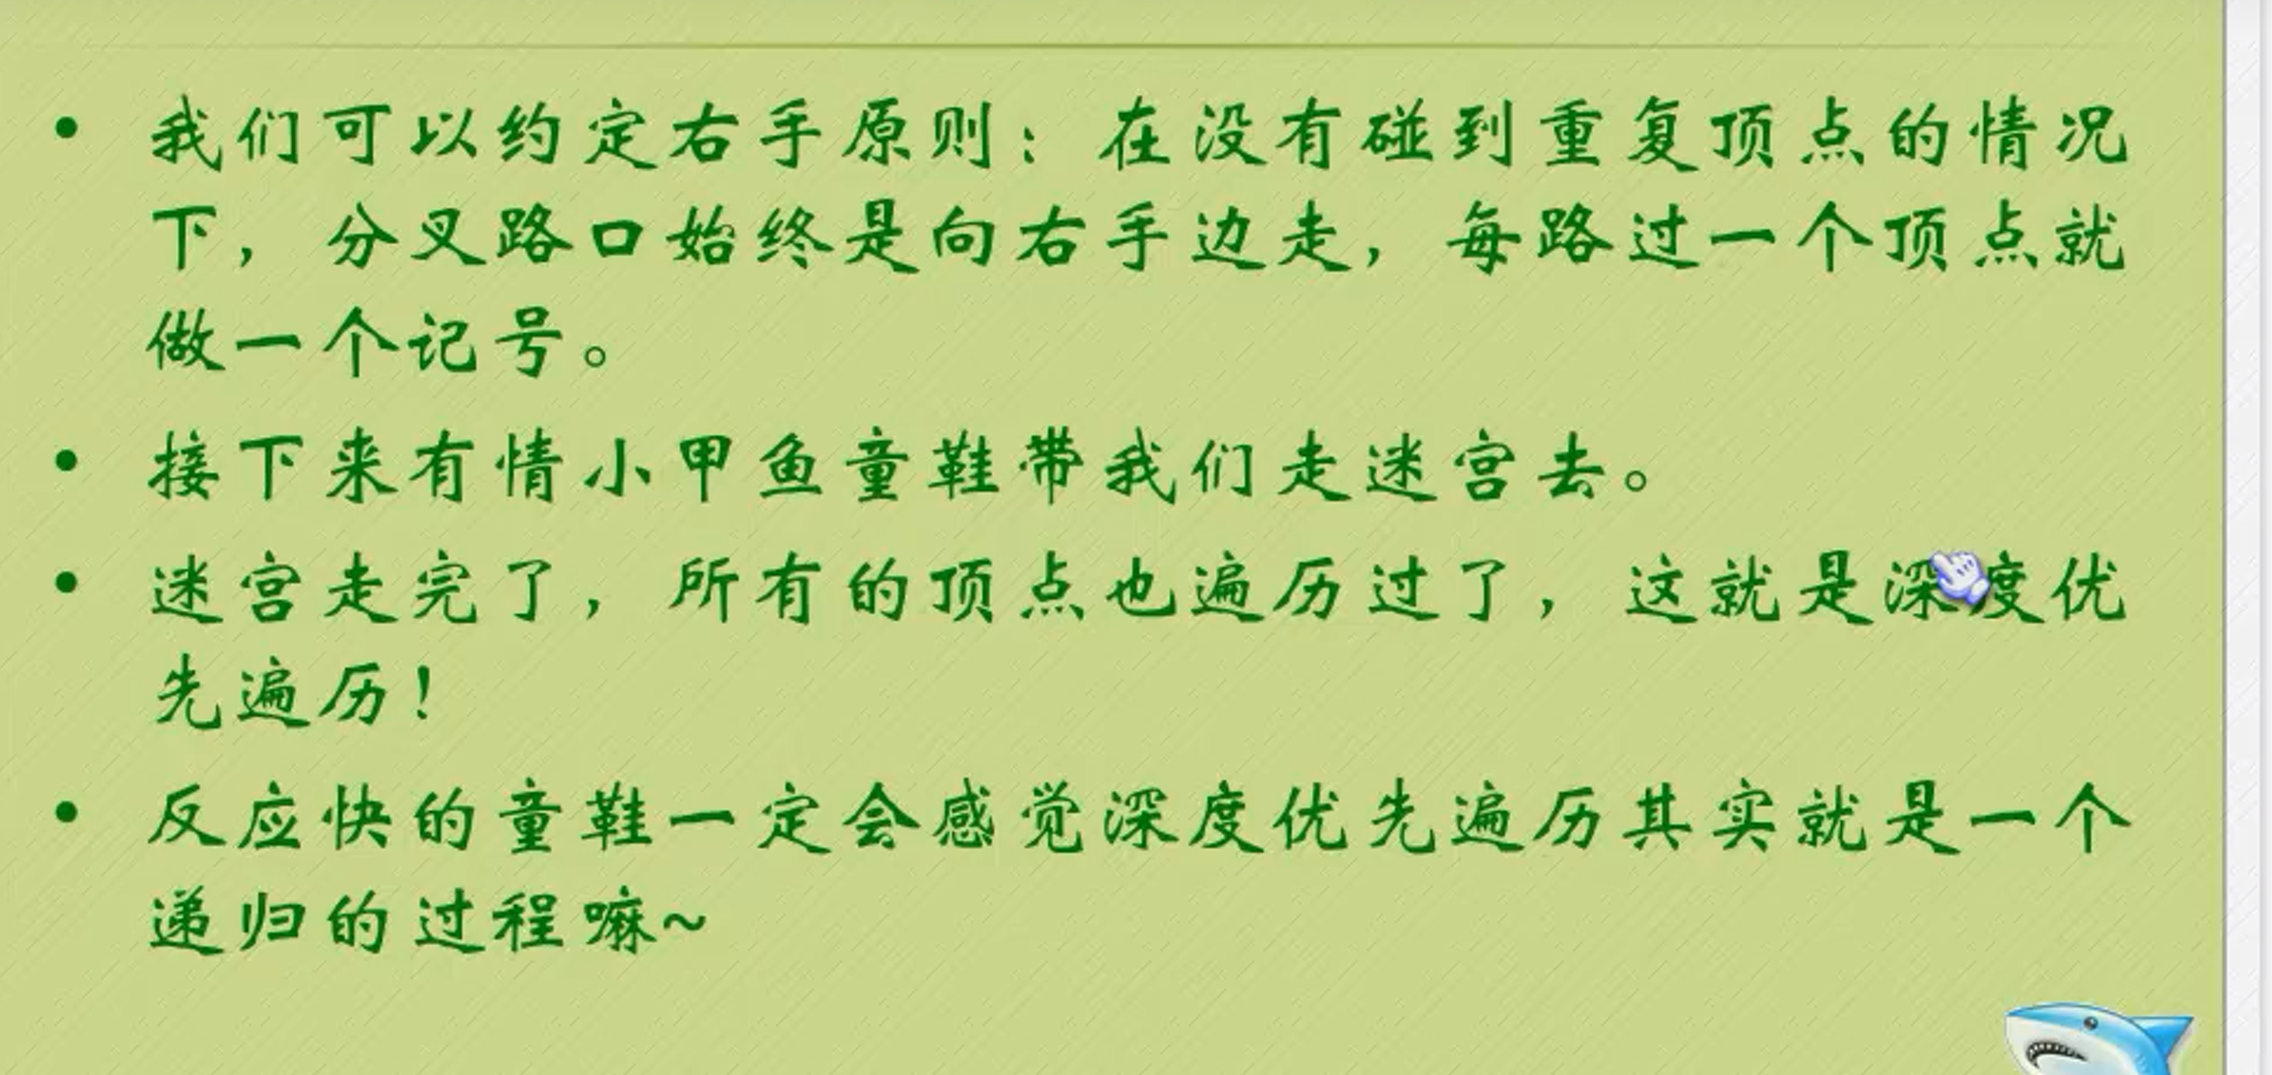 • 我们可以约定右手原则：在没有碰到重复顶点的情况
下，分叉路口始终是向右手边走，每路过一个顶点就
做一个记号。
• 接下来有情小甲鱼童鞋带我们走迷宫去。
• 迷宫走完了，所有的顶点也遍历过了，这就是深度优
先遍历！
• 反应快的童鞋一定会感觉深度优先遍历其实就是一个
递归的过程嘛~